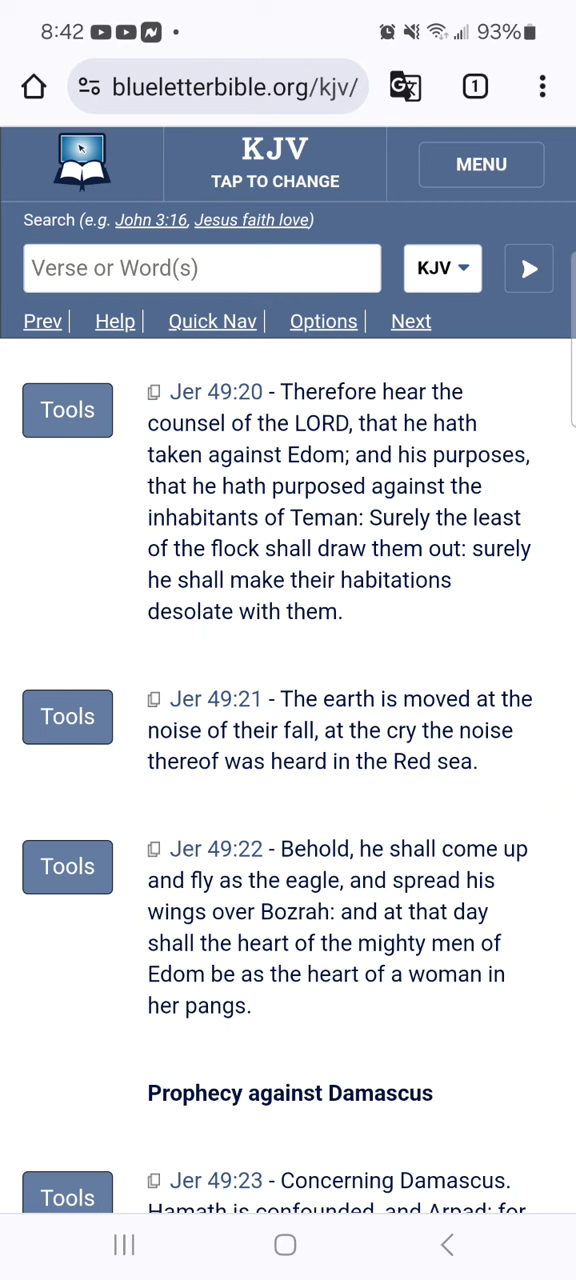 8:42 93%
blueletterbible.org/kjv/ 1
KJV
TAP TO CHANGE
MENU
Search (e.g. John 3:16, Jesus faith love)
Verse or Word(s) KJV
Prev Help Quick Nav Options Next
Tools
Jer 49:20 - Therefore hear the
counsel of the LORD, that he hath
taken against Edom; and his purposes,
that he hath purposed against the
inhabitants of Teman: Surely the least
of the flock shall draw them out: surely
he shall make their habitations
desolate with them.
Tools
Jer 49:21 - The earth is moved at the
noise of their fall, at the cry the noise
thereof was heard in the Red sea.
Tools
Jer 49:22 - Behold, he shall come up
and fly as the eagle, and spread his
wings over Bozrah: and at that day
shall the heart of the mighty men of
Edom be as the heart of a woman in
her pangs.
Prophecy against Damascus
Tools
Jer 49:23 - Concerning Damascus.
Hamath is confounded, and Arpad: for